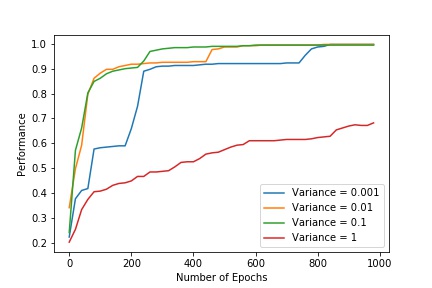 1.0
0.9
0.8
0.7
0.6
0.5
0.4
0.3
0.2
Performance
0
200
400
600
800
1000
Number of Epochs
Variance = 0.001
Variance = 0.01
Variance = 0.1
Variance = 1